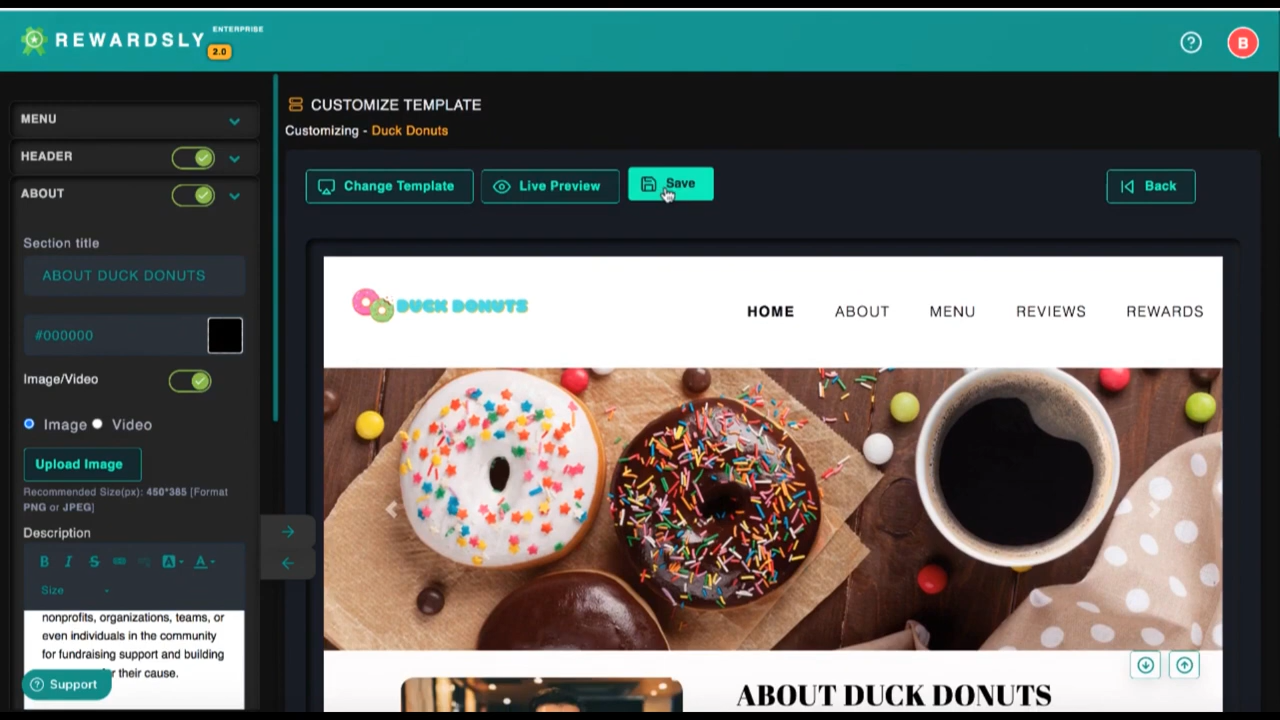 REWARDSLY
ENTERPRISE
2.0
B
MENU
HEADER
ABOUT
Section title
ABOUT DUCK DONUTS
#000000
Image/Video
Image
Video
Upload Image
Recommended Size(px): 450*385 [Format
PNG or JPEG]
Description
B I S A A
Size
nonprofits, organizations, teams, or
even individuals in the community
for fundraising support and building
their cause.
Support
CUSTOMIZE TEMPLATE
Customizing - Duck Donuts
Change Template
Live Preview
Save
Back
DUCK DONUTS
HOME
ABOUT
MENU
REVIEWS
REWARDS
ABOUT DUCK DONUTS